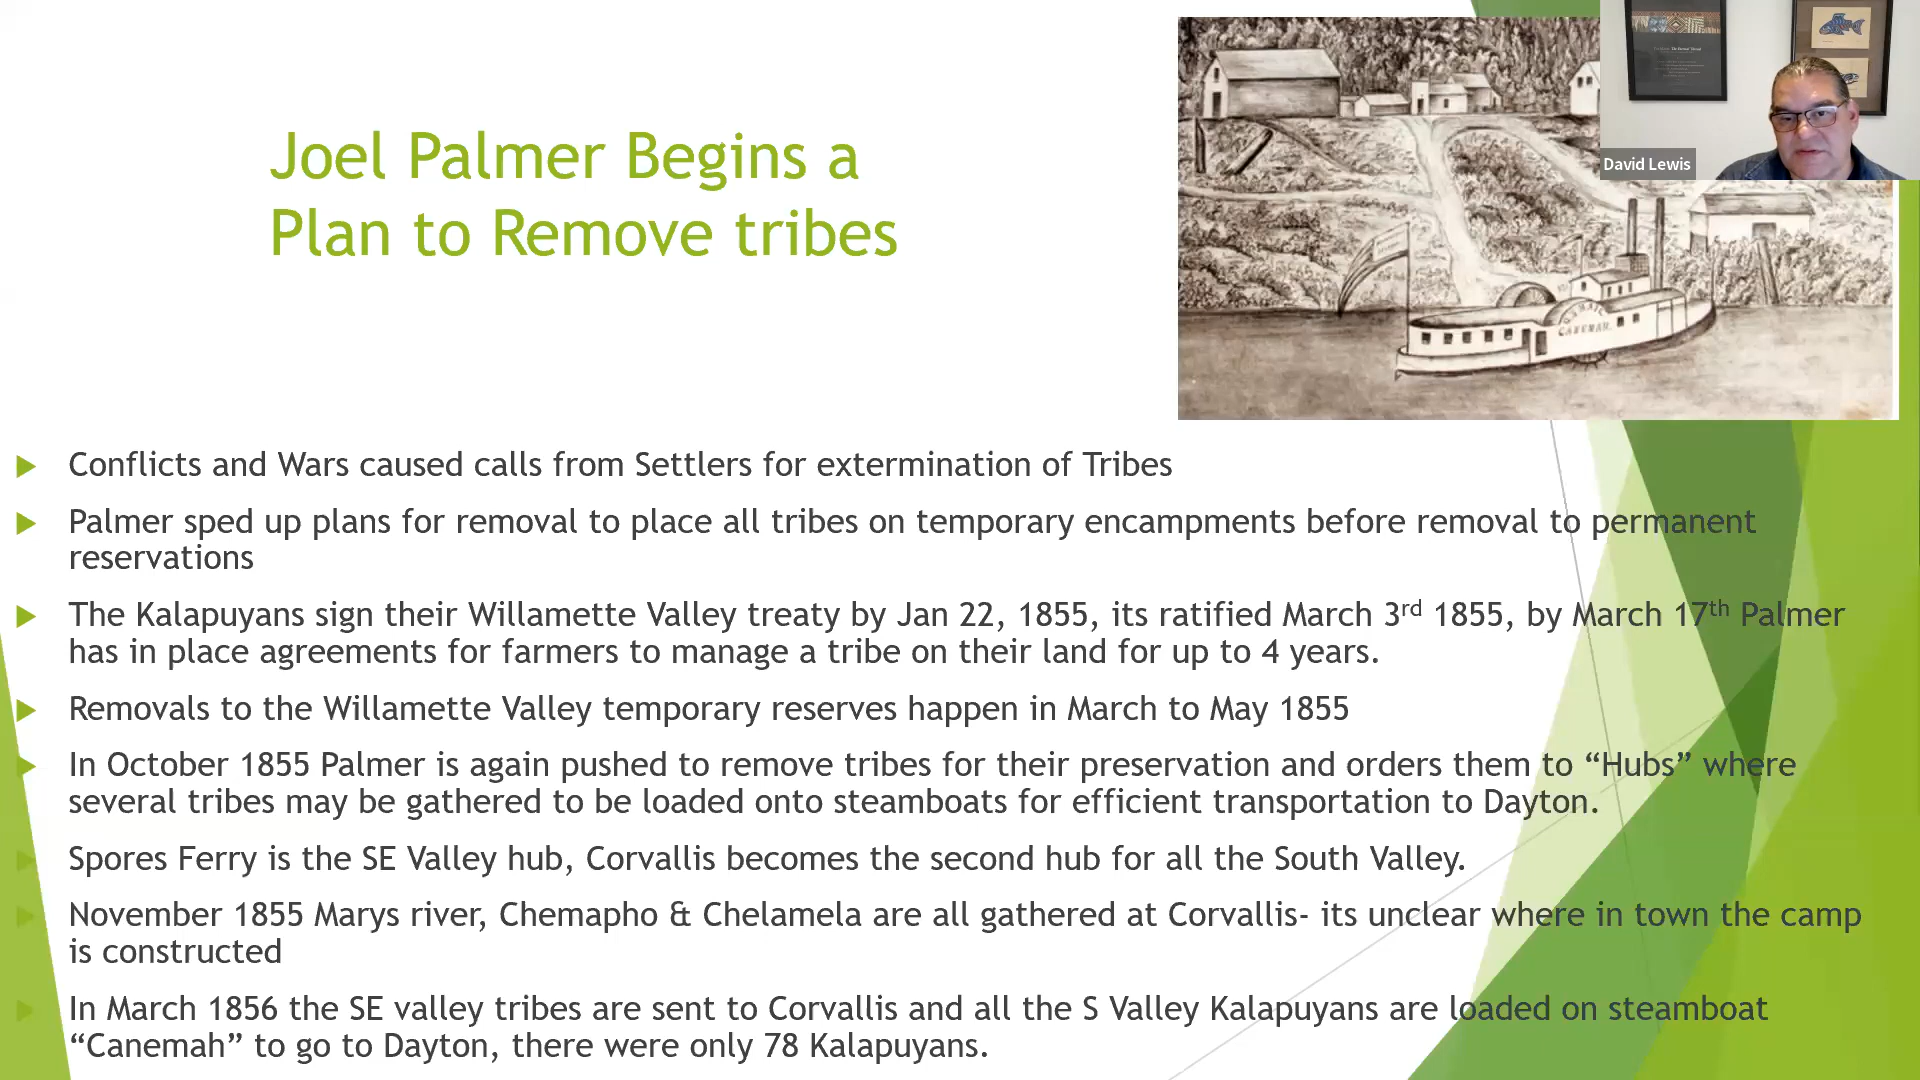 Joel Palmer Begins a
Plan to Remove tribes
David Lewis
CANEMAH.
Conflicts and Wars caused calls from Settlers for extermination of Tribes
Palmer sped up plans for removal to place all tribes on temporary encampments before removal to permanent
reservations
The Kalapuyans sign their Willamette Valley treaty by Jan 22, 1855, its ratified March 3rd 1855, by March 17th Palmer
has in place agreements for farmers to manage a tribe on their land for up to 4 years.
Removals to the Willamette Valley temporary reserves happen in March to May 1855
In October 1855 Palmer is again pushed to remove tribes for their preservation and orders them to “Hubs” where
several tribes may be gathered to be loaded onto steamboats for efficient transportation to Dayton.
Spores Ferry is the SE Valley hub, Corvallis becomes the second hub for all the South Valley.
November 1855 Marys river, Chemapho & Chelamela are all gathered at Corvallis- its unclear where in town the camp
is constructed
In March 1856 the SE valley tribes are sent to Corvallis and all the S Valley Kalapuyans are loaded on steamboat
“Canemah” to go to Dayton, there were only 78 Kalapuyans.